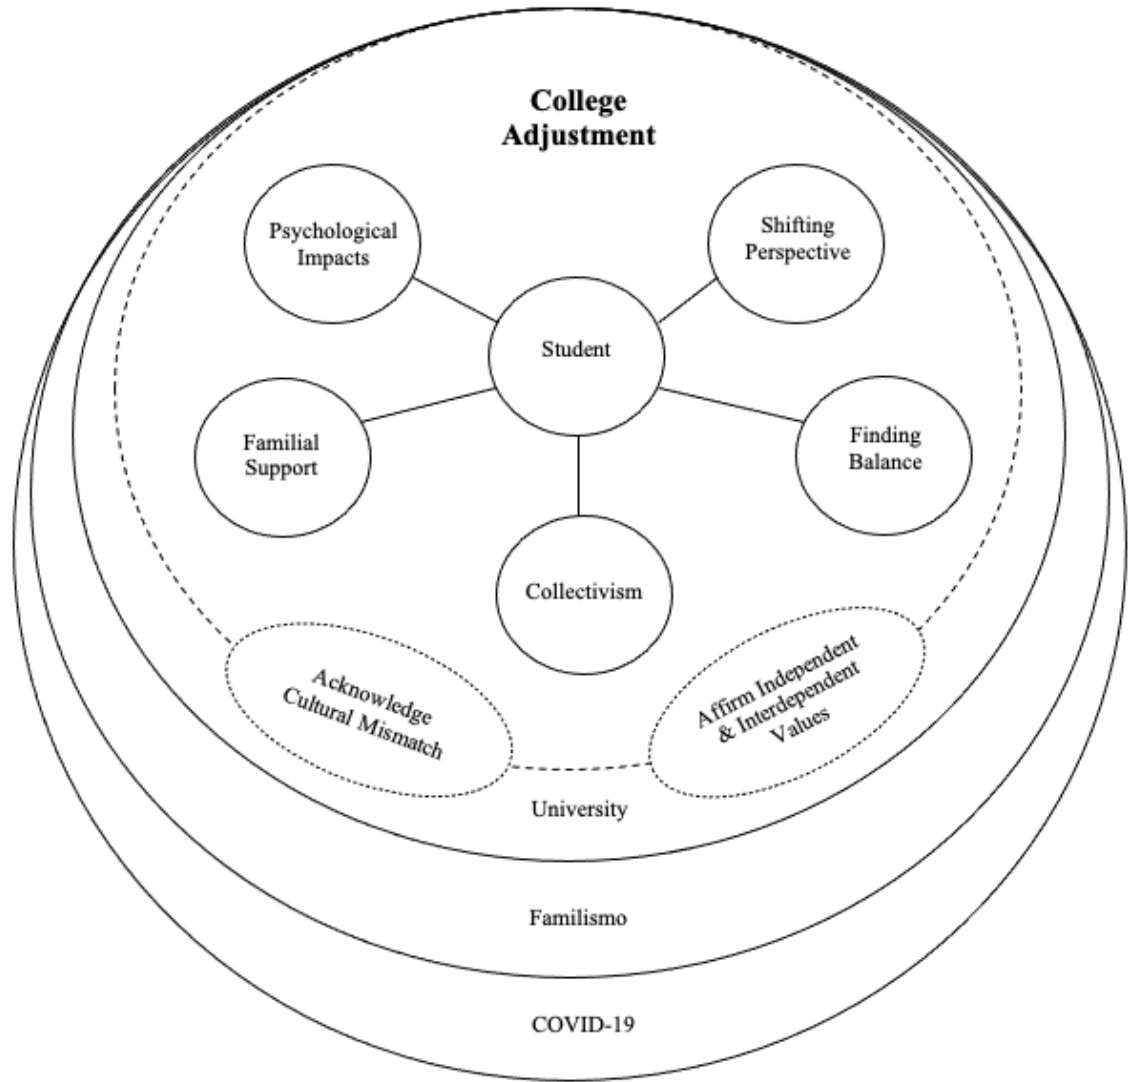 College
Adjustment
Psychological
Impacts
Shifting
Perspective
Student
Familial
Support
Finding
Balance
Collectivism
Acknowledge
Cultural Mismatch
Affirm Independent
& Interdependent
Values
University
Familismo
COVID-19